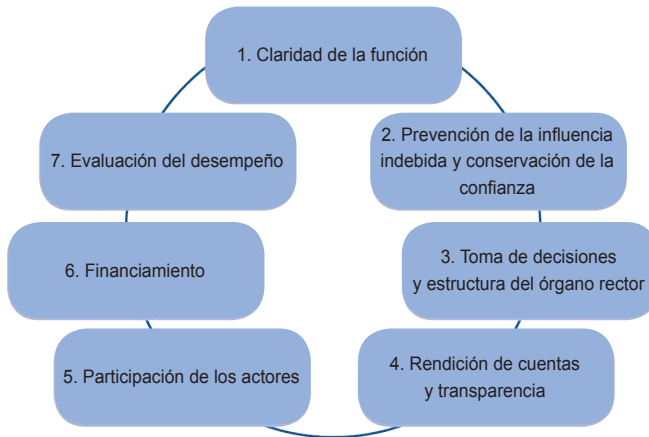 1. Claridad de la función
2. Prevención de la influencia
indebida y conservación de la
confianza
3. Toma de decisiones
y estructura del órgano rector
4. Rendición de cuentas
y transparencia
5. Participación de los actores
6. Financiamiento
7. Evaluación del desempeño